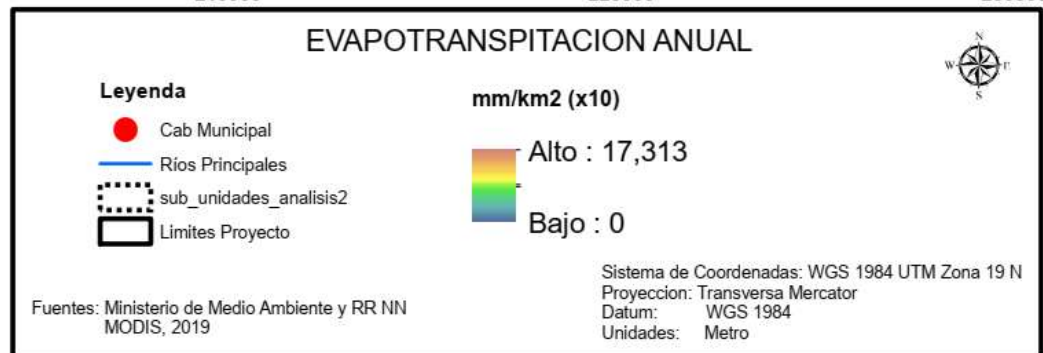 EVAPOTRANSPITACION ANUAL
N
W E
S
Leyenda
Cab Municipal
Ríos Principales
sub_unidades_analisis2
Limites Proyecto
mm/km2 (x10)
Alto : 17,313
Bajo : 0
Fuentes: Ministerio de Medio Ambiente y RR NN
MODIS, 2019
Sistema de Coordenadas: WGS 1984 UTM Zona 19 N
Proyeccion: Transversa Mercator
Datum: WGS 1984
Unidades: Metro